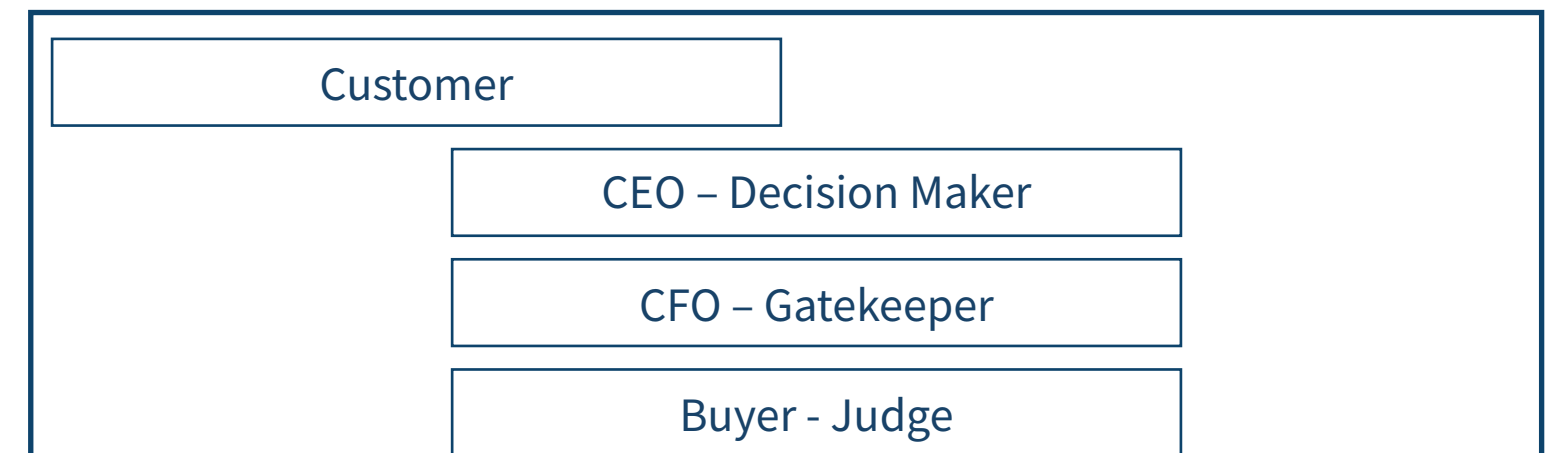 Customer
CEO – Decision Maker
CFO – Gatekeeper
Buyer - Judge